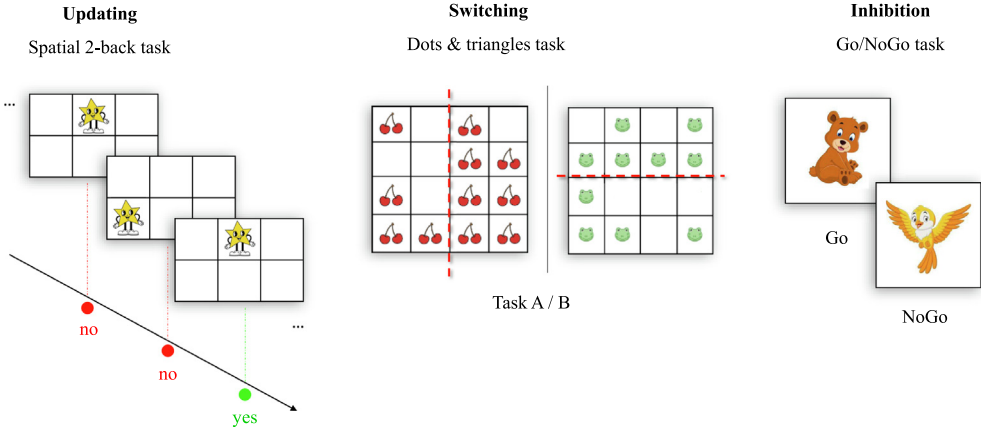 Updating
Spatial 2-back task
...
no
no
yes
...
Switching
Dots & triangles task
Task A / B
Inhibition
Go/NoGo task
Go
NoGo